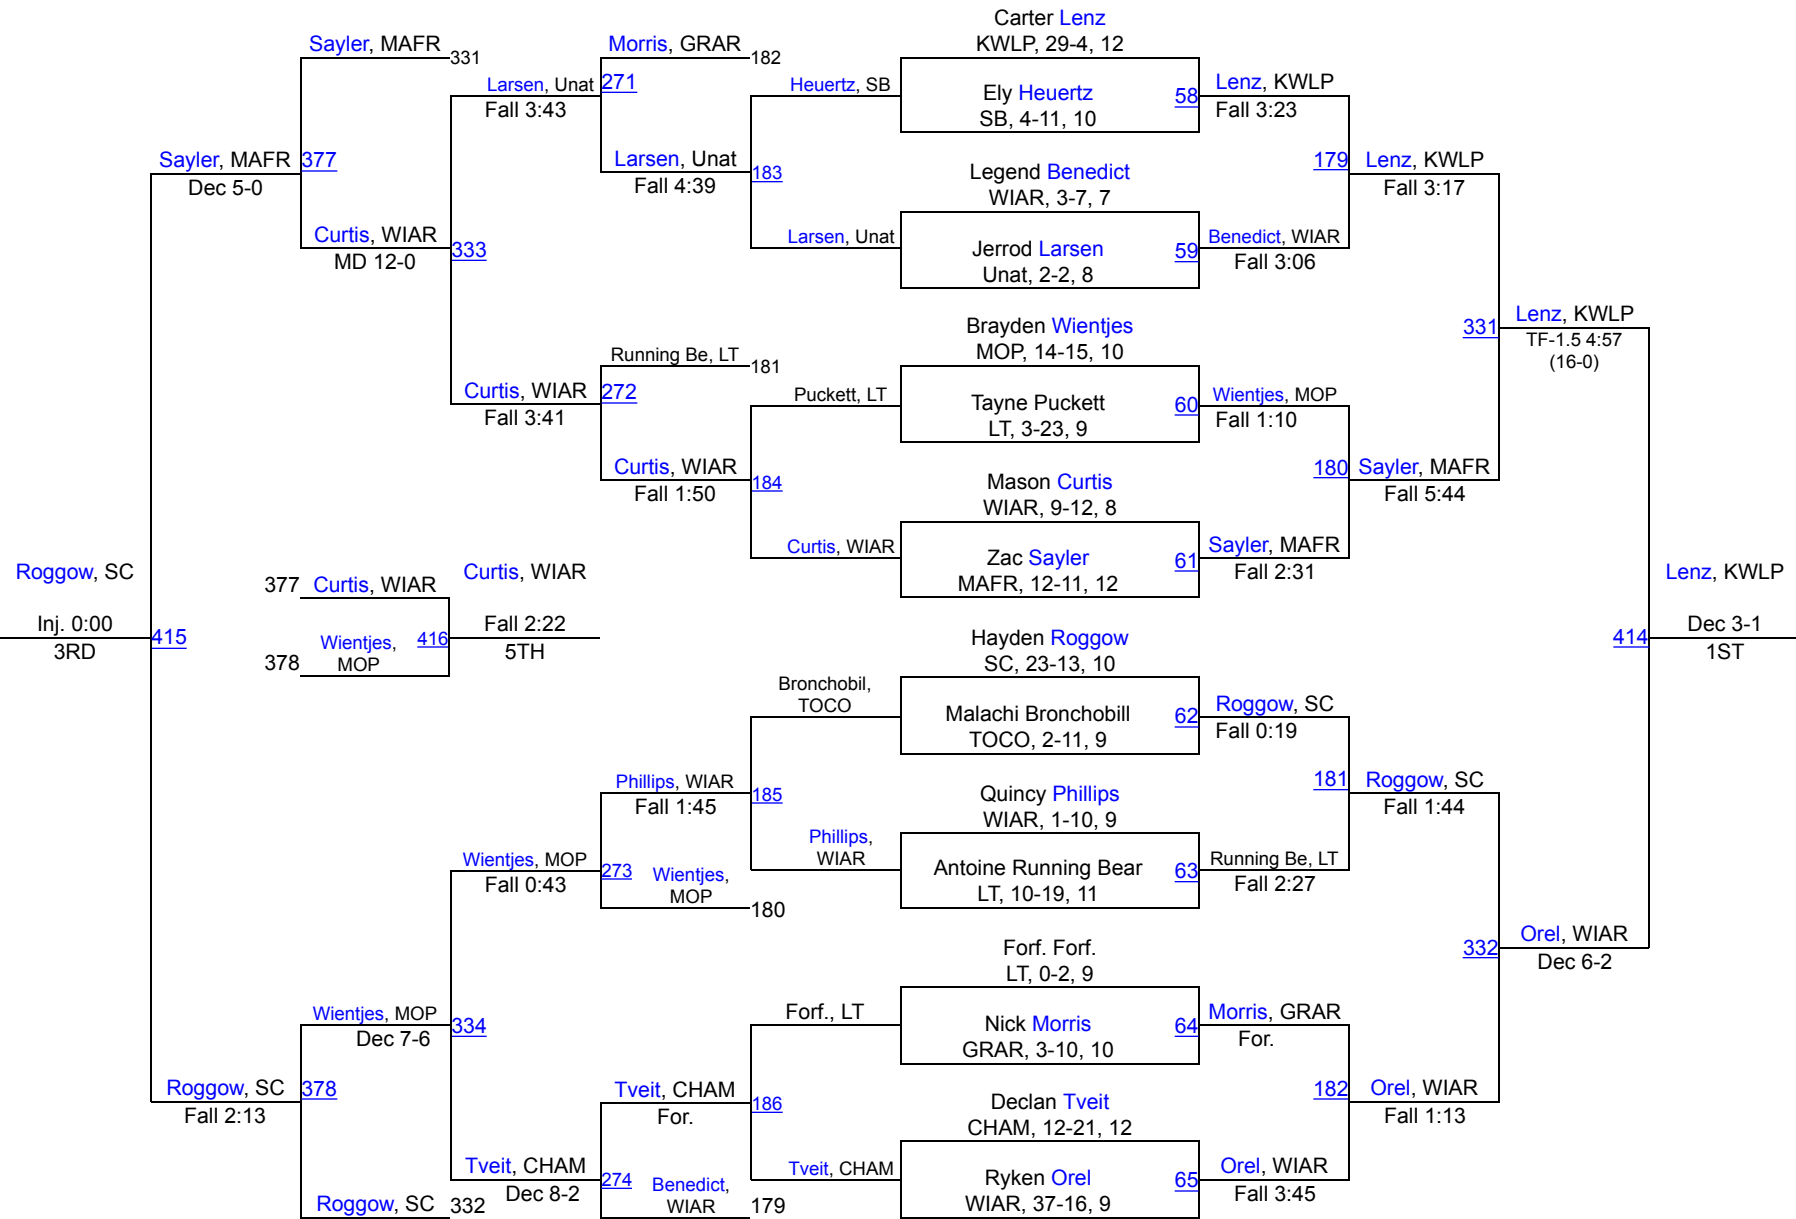 Carter Lenz
KWLP, 29-4, 12
Sayler, MAFR
331
Morris, GRAR
182
Larsen, Unat
271
Fall 3:43
Heuertz, SB
Ely Heuertz
SB, 4-11, 10
58
Lenz, KWLP
Fall 3:23
Sayler, MAFR
377
Dec 5-0
Larsen, Unat
Fall 4:39
183
Legend Benedict
WIAR, 3-7, 7
179
Lenz, KWLP
Fall 3:17
Curtis, WIAR
MD 12-0
333
Larsen, Unat
Jerrod Larsen
Unat, 2-2, 8
59
Benedict, WIAR
Fall 3:06
Brayden Wientjes
MOP, 14-15, 10
331
Lenz, KWLP
TF-1.5 4:57
(16-0)
Running Be, LT
181
Curtis, WIAR
272
Fall 3:41
Puckett, LT
Tayne Puckett
LT, 3-23, 9
60
Wientjes, MOP
Fall 1:10
Curtis, WIAR
Fall 1:50
184
Mason Curtis
WIAR, 9-12, 8
180
Sayler, MAFR
Fall 5:44
Curtis, WIAR
Zac Sayler
MAFR, 12-11, 12
61
Sayler, MAFR
Fall 2:31
Roggow, SC
Inj. 0:00
3RD
415
377
Curtis, WIAR
Wientjes,
MOP
378
416
Curtis, WIAR
Fall 2:22
5TH
Hayden Roggow
SC, 23-13, 10
414
Lenz, KWLP
Dec 3-1
1ST
Bronchobil,
TOCO
Malachi Bronchobill
TOCO, 2-11, 9
62
Roggow, SC
Fall 0:19
Phillips, WIAR
Fall 1:45
185
Quincy Phillips
WIAR, 1-10, 9
181
Roggow, SC
Fall 1:44
Wientjes, MOP
Fall 0:43
273
Wientjes,
MOP
180
Phillips,
WIAR
Antoine Running Bear
LT, 10-19, 11
63
Running Be, LT
Fall 2:27
Forf. Forf.
LT, 0-2, 9
332
Orel, WIAR
Dec 6-2
Wientjes, MOP
Dec 7-6
334
Forf., LT
Nick Morris
GRAR, 3-10, 10
64
Morris, GRAR
For.
Roggow, SC
Fall 2:13
378
Tveit, CHAM
For.
186
Declan Tveit
CHAM, 12-21, 12
182
Orel, WIAR
Fall 1:13
Tveit, CHAM
Dec 8-2
274
Benedict,
WIAR
179
Tveit, CHAM
Ryken Orel
WIAR, 37-16, 9
65
Orel, WIAR
Fall 3:45
Roggow, SC
332